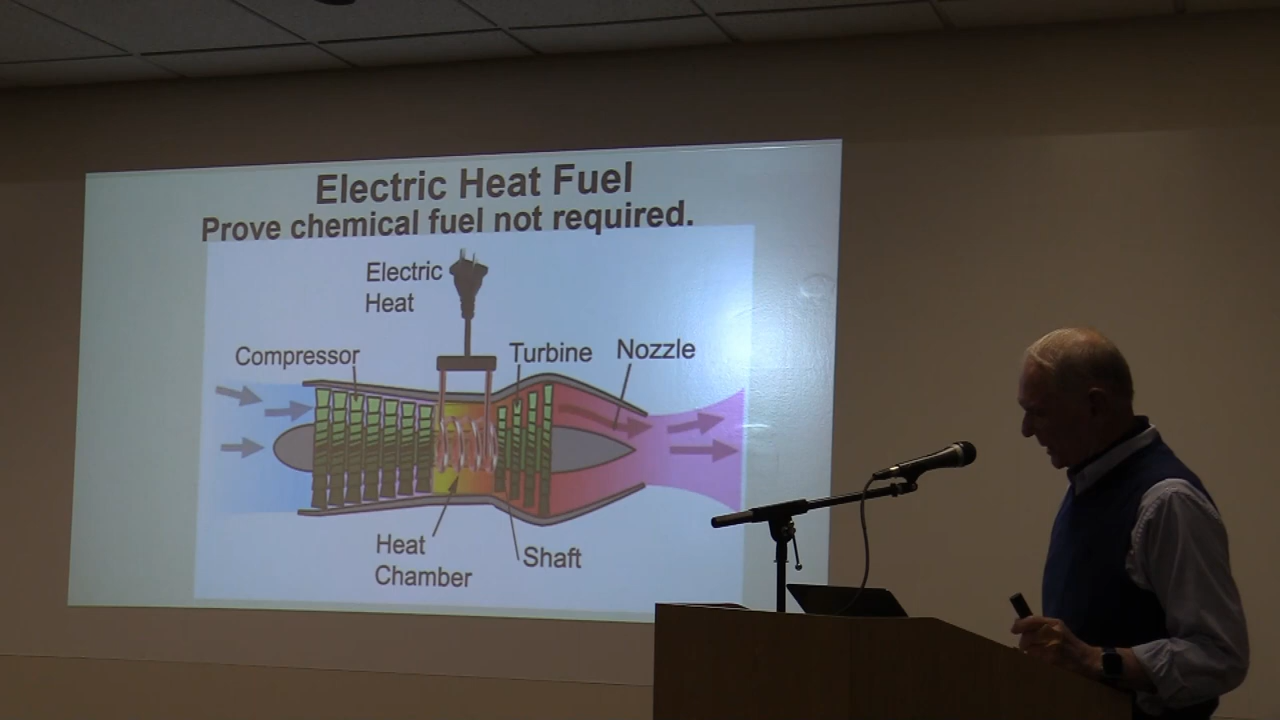 Electric Heat Fuel
Prove chemical fuel not required.
Electric
Heat
Compressor
Turbine
Nozzle
Heat
Chamber
Shaft